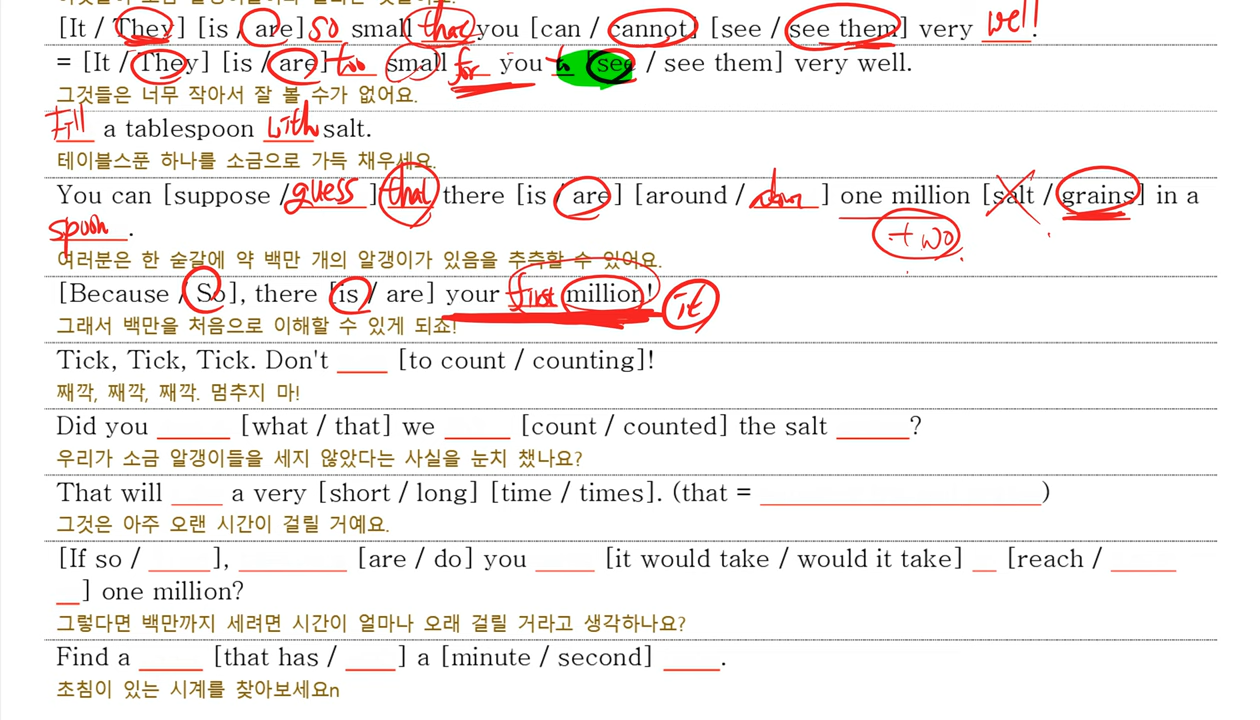 [It / They] [is / are] so small that you [can / cannot] [see / see them] very well!
= [It / They] [is / are] too small for you to [see / see them] very well.
그것들은 너무 작아서 잘 볼 수가 없어요.
Fill a tablespoon with salt.
테이블스푼 하나를 소금으로 가득 채우세요.
You can [suppose / guess ] that there [is / are] [around / ] one million [salt / grains] in a
spoon .
two
여러분은 한 숟갈에 약 백만 개의 알갱이가 있음을 추측할 수 있어요.
[Because / So], there [is / are] your first million! it
그래서 백만을 처음으로 이해할 수 있게 되죠!
Tick, Tick, Tick. Don't ____ [to count / counting]!
째깍, 째깍, 째깍. 멈추지 마!
Did you ____ [what / that] we ____ [count / counted] the salt ____?
우리가 소금 알갱이들을 세지 않았다는 사실을 눈치 챘나요?
That will ____ a very [short / long] [time / times]. (that = ____)
그것은 아주 오랜 시간이 걸릴 거예요.
[If so / ____], ____ [are / do] you ____ [it would take / would it take] __ [reach / ____
__] one million?
그렇다면 백만까지 세려면 시간이 얼마나 오래 걸릴 거라고 생각하나요?
Find a ____ [that has / ____] a [minute / second] ____.
초침이 있는 시계를 찾아보세요n